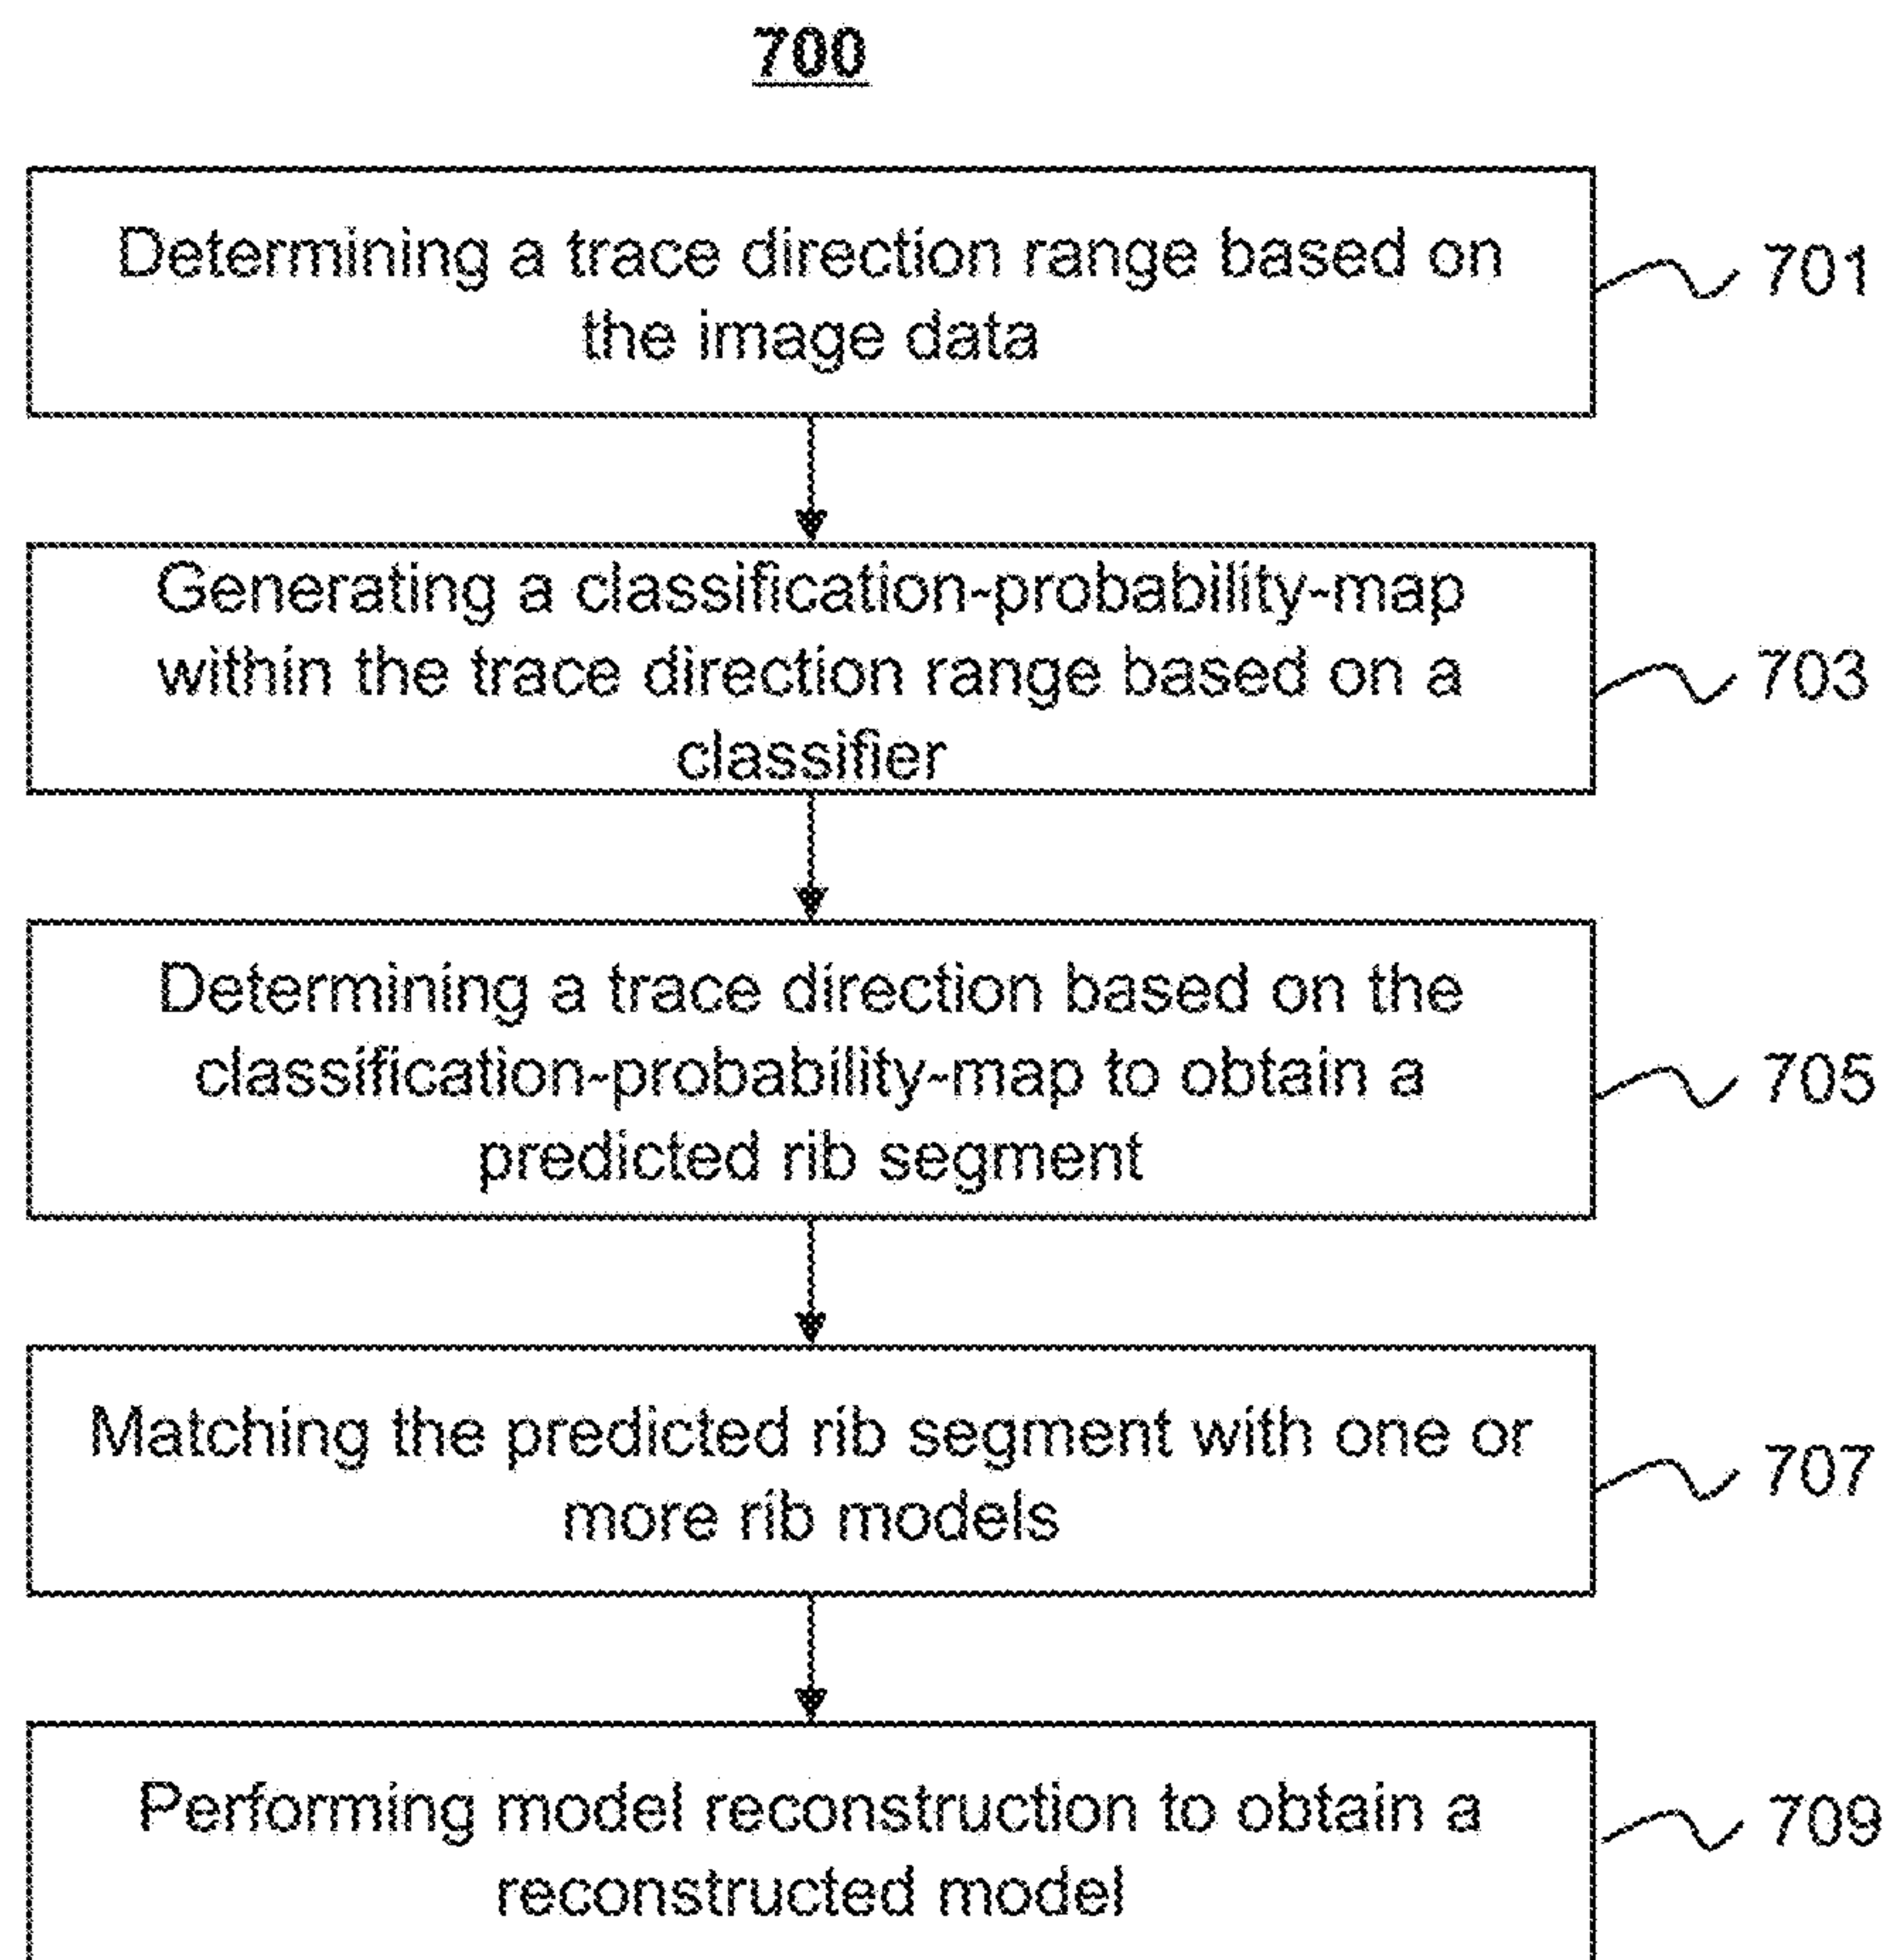 700
Determining a trace direction range based on
the image data
701
Generating a classification-probability-map
within the trace direction range based on a
classifier
703
Determining a trace direction based on the
classification-probability-map to obtain a
predicted rib segment
705
Matching the predicted rib segment with one or
more rib models
707
Performing model reconstruction to obtain a
reconstructed model
709